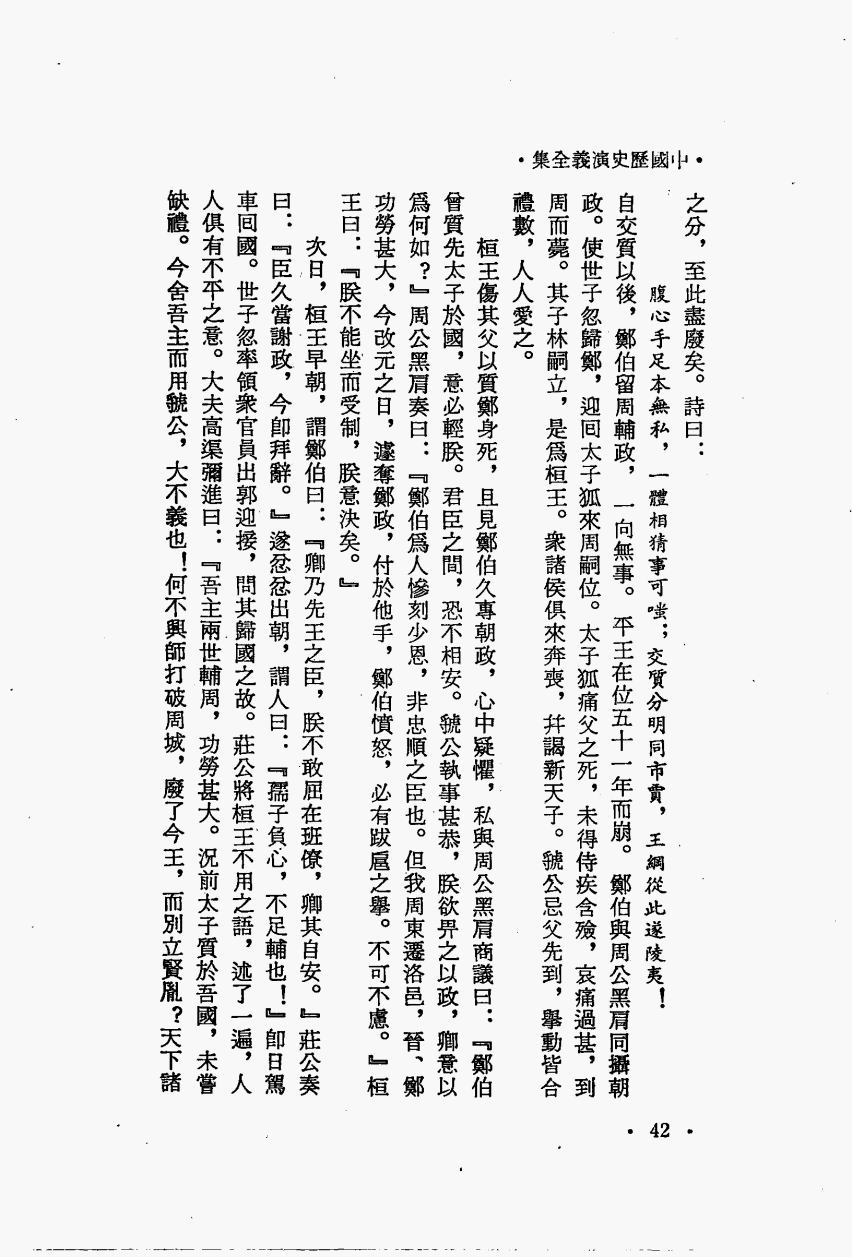 •中國歷史演義全集•
之分，至此盡廢矣。詩曰：
腹心手足本無私，一體相猜事可嗤；交質分明同市賈，王綱從此遂陵夷！
自交質以後，鄭伯留周輔政，一向無事。平王在位五十一年而崩。鄭伯與周公黑肩同攝朝
政。使世子忽歸鄭，迎回太子狐來周嗣位。太子狐痛父之死，未得侍疾含殮，哀痛過甚，到
周而薨。其子林嗣立，是爲桓王。衆諸侯俱來奔喪，幷謁新天子。虢公忌父先到，舉動皆合
禮數，人人愛之。
桓王傷其父以質鄭身死，且見鄭伯久專朝政，心中疑懼，私與周公黑肩商議曰：『鄭伯
曾質先太子於國，意必輕朕。君臣之間，恐不相安。虢公執事甚恭，朕欲畀之以政，卿意以
爲何如？』周公黑肩奏曰：『鄭伯爲人慘刻少恩，非忠順之臣也。但我周東遷洛邑，晉、鄭
功勞甚大，今改元之日，遽奪鄭政，付於他手，鄭伯憤怒，必有跋扈之舉。不可不慮。』桓
王曰：『朕不能坐而受制，朕意決矣。』
次日，桓王早朝，謂鄭伯曰：『卿乃先王之臣，朕不敢屈在班僚，卿其自安。』莊公奏
曰：『臣久當謝政，今卽拜辭。』遂忿忿出朝，謂人曰：『孺子負心，不足輔也！』卽日駕
車回國。世子忽率領衆官員出郭迎接，問其歸國之故。莊公將桓王不用之語，述了一遍，人
人俱有不平之意。大夫高渠彌進曰：『吾主兩世輔周，功勞甚大。況前太子質於吾國，未嘗
缺禮。今舍吾主而用虢公，大不義也！何不興師打破周城，廢了今王，而別立賢胤？天下諸
•42•